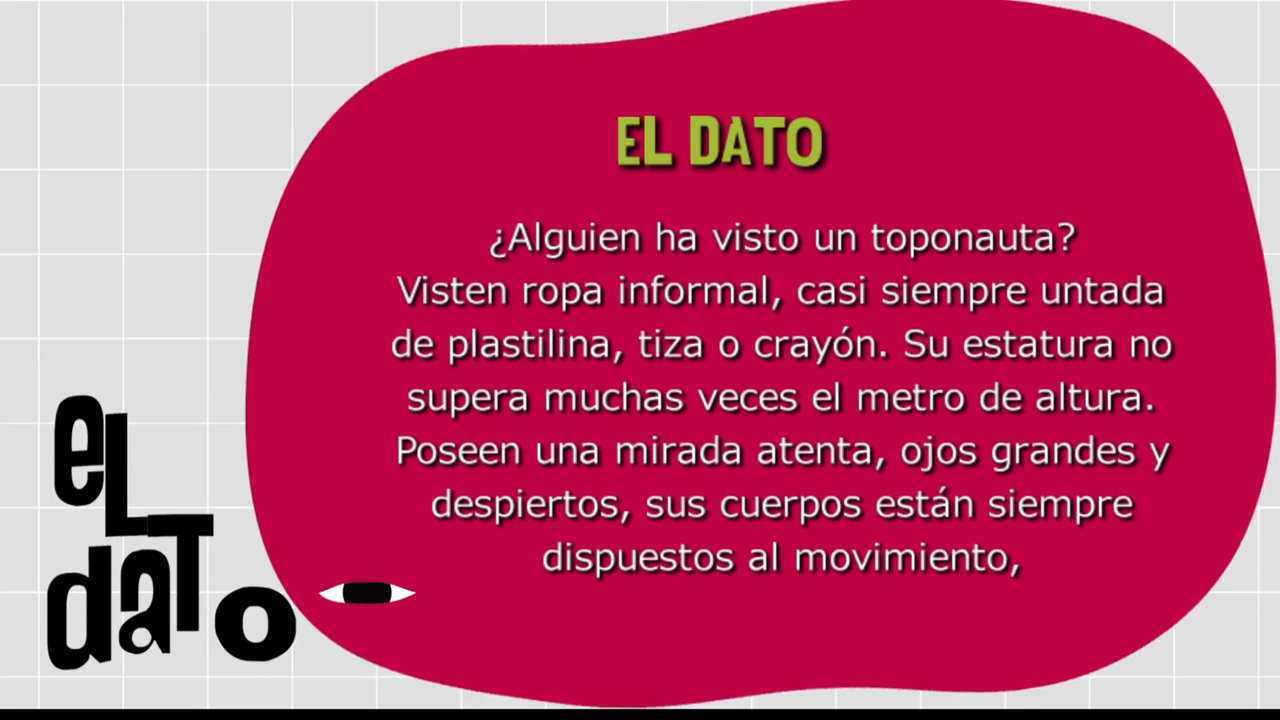 EL DATO
¿Alguien ha visto un toponauta?
Visten ropa informal, casi siempre untada
de plastilina, tiza o crayón. Su estatura no
supera muchas veces el metro de altura.
Poseen una mirada atenta, ojos grandes y
despiertos, sus cuerpos están siempre
dispuestos al movimiento,
eL
daTo